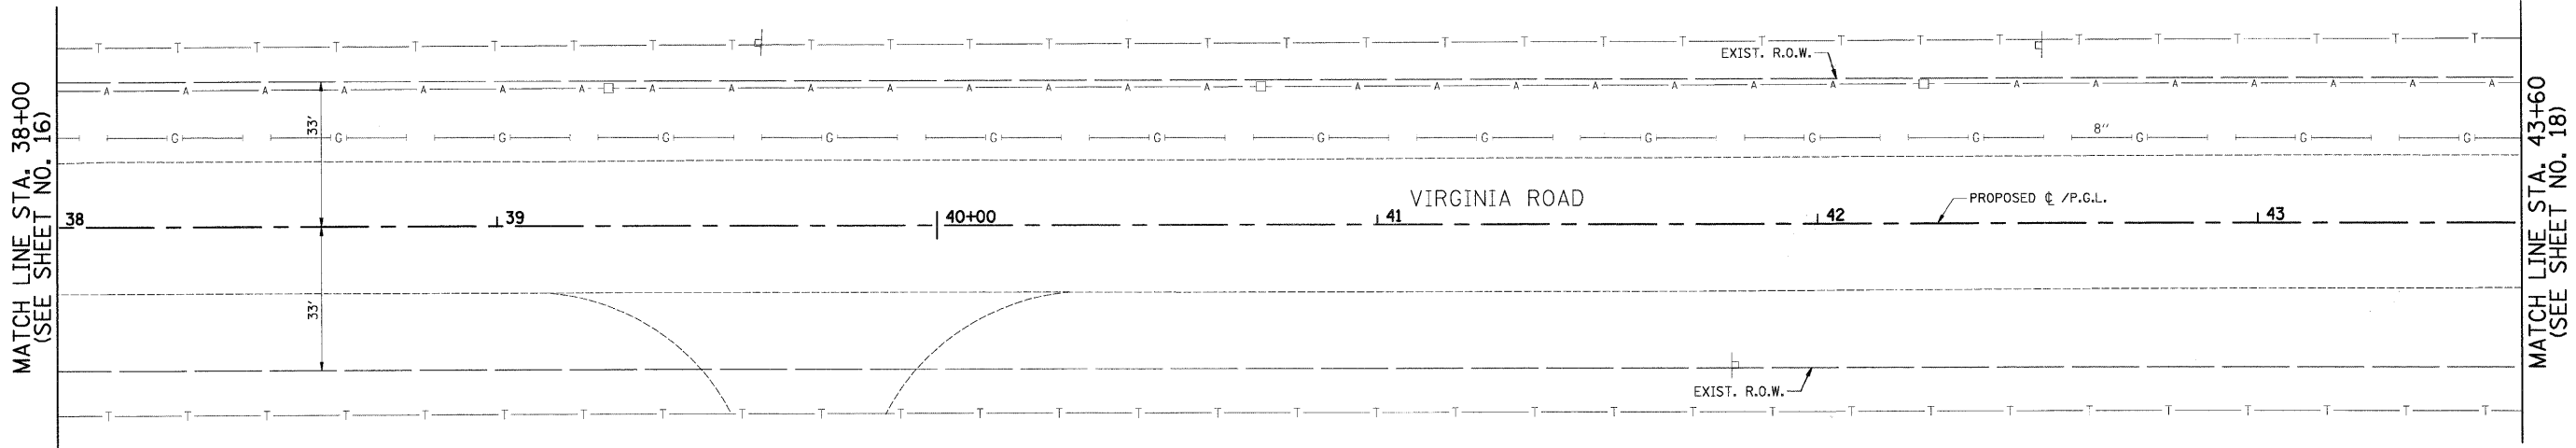 MATCH LINE STA. 38+00
(SEE SHEET NO. 16)
T T T T T T T T T T T T T T T T T T T T T T T T T T T T T T
EXIST. R.O.W.
A A A A A A A A A A A A A A A A A A A A A A A A A A A A A A
33'
8"
G G G G G G G G G G G G G G G
VIRGINIA ROAD
PROPOSED ℄ /P.G.L.
38 39 40+00 41 42 43
33'
EXIST. R.O.W.
T T T T T T T T T T T T T T T T T T T T T T T T T T T T T T T
MATCH LINE STA. 43+60
(SEE SHEET NO. 18)